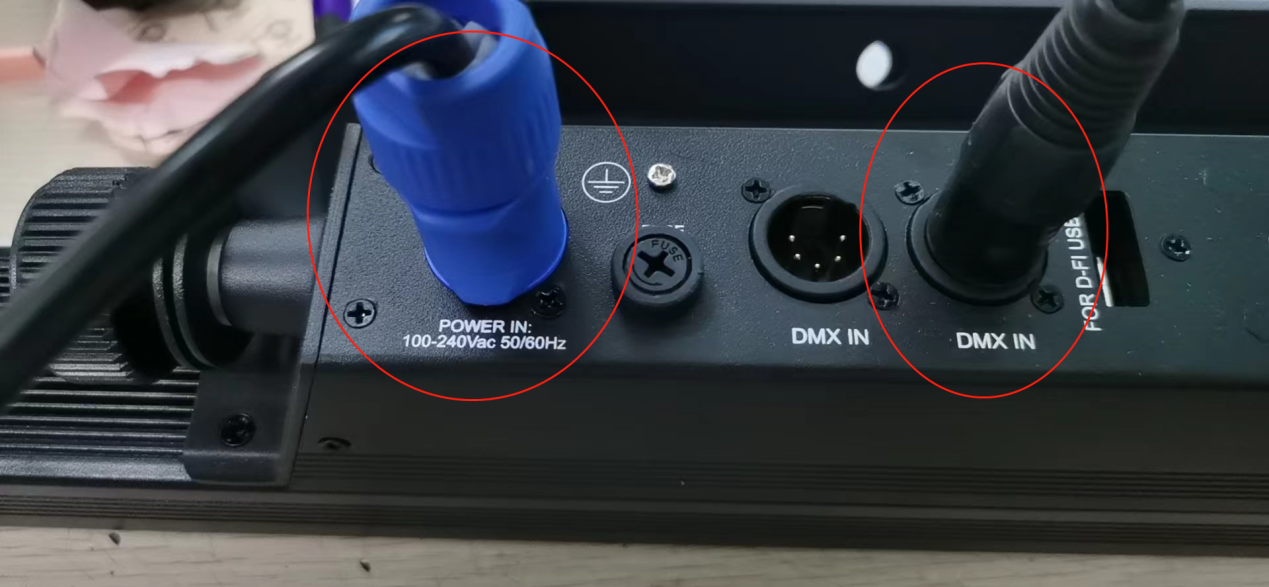 POWER IN:
100-240Vac 50/60Hz
FUSE
DMX IN
DMX IN
FOR D-FI USB